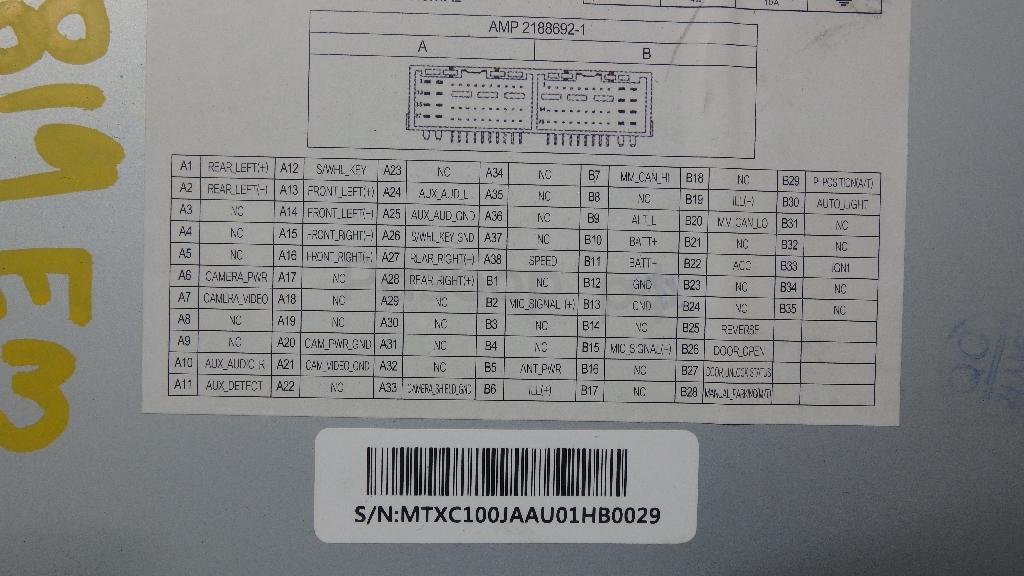 15A
AMP 2188692-1
A B
A1 REAR_LEFT(+) A12 S/WHL_KEY A23 NC A34 NC B7 MM_CAN_HI B18 NC B29 P_POSITION(A/T)
A2 REAR_LEFT(-) A13 FRONT_LEFT(+) A24 AUX_AUD_L A35 NC B8 NC B19 ILL(-) B30 AUTO_LIGHT
A3 NC A14 FRONT_LEFT(-) A25 AUX_AUD_GND A36 NC B9 ALT_L B20 MM_CAN_LO B31 NC
A4 NC A15 FRONT_RIGHT(-) A26 S/WHL_KEY_GND A37 NC B10 BATT+ B21 NC B32 NC
A5 NC A16 FRONT_RIGHT(+) A27 REAR_RIGHT(-) A38 SPEED B11 BATT+ B22 ACC B33 IGN1
A6 CAMERA_PWR A17 NC A28 REAR_RIGHT(+) B1 NC B12 GND B23 NC B34 NC
A7 CAMERA_VIDEO A18 NC A29 NC B2 MIC_SIGNAL(+) B13 GND B24 NC B35 NC
A8 NC A19 NC A30 NC B3 NC B14 NC B25 REVERSE
A9 NC A20 CAM_PWR_GND A31 NC B4 NC B15 MIC_SIGNAL(-) B26 DOOR_OPEN
A10 AUX_AUDIO_R A21 CAM_VIDEO_GND A32 NC B5 ANT_PWR B16 NC B27 DOOR_UNLOCK_STATUS
A11 AUX_DETECT A22 NC A33 CAMERA_SHIELD_GND B6 ILL(+) B17 NC B28
S/N:MTXC100JAAU01HB0029